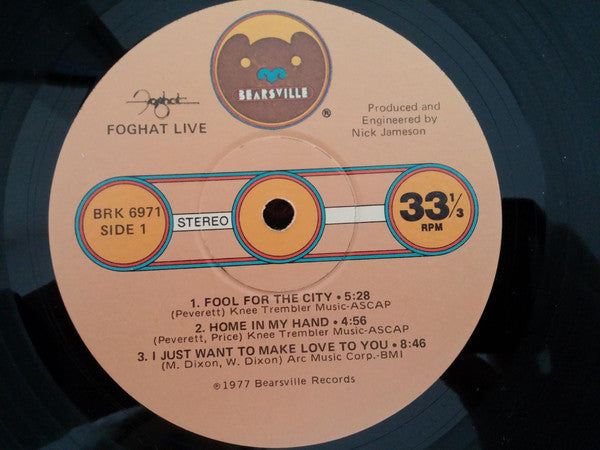 BEARSVILLE
®
Foghat
FOGHAT LIVE
Produced and
Engineered by
Nick Jameson
BRK 6971
SIDE 1
STEREO
33 1/3
RPM
1. FOOL FOR THE CITY • 5:28
(Peverett) Knee Trembler Music-ASCAP
2. HOME IN MY HAND • 4:56
(Peverett, Price) Knee Trembler Music-ASCAP
3. I JUST WANT TO MAKE LOVE TO YOU • 8:46
(M. Dixon, W. Dixon) Arc Music Corp.-BMI
℗1977 Bearsville Records